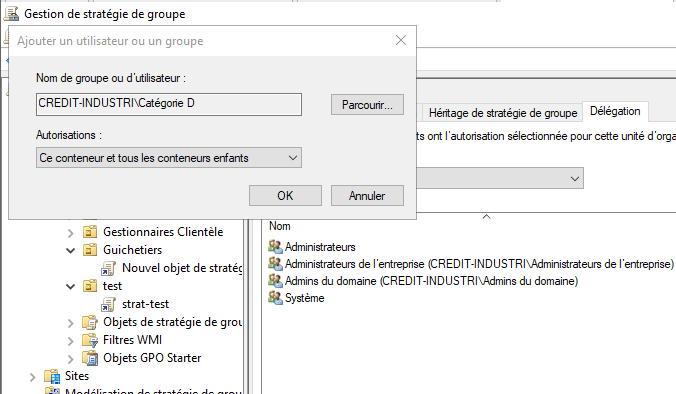 Gestion de stratégie de groupe
Ajouter un utilisateur ou un groupe
Nom de groupe ou d'utilisateur :
CREDIT-INDUSTRI\Catégorie D
Parcourir...
Autorisations :
Ce conteneur et tous les conteneurs enfants
OK
Annuler
Héritage de stratégie de groupe
Délégation
ts ont l'autorisation sélectionnée pour cette unité d'orga
Nom
Administrateurs
Administrateurs de l'entreprise (CREDIT-INDUSTRI\Administrateurs de l'entreprise)
Admins du domaine (CREDIT-INDUSTRI\Admins du domaine)
Système
Gestionnaires Clientèle
Guichetiers
Nouvel objet de stratég
test
strat-test
Objets de stratégie de grou
Filtres WMI
Objets GPO Starter
Sites
Modélisation de stratégie de grou